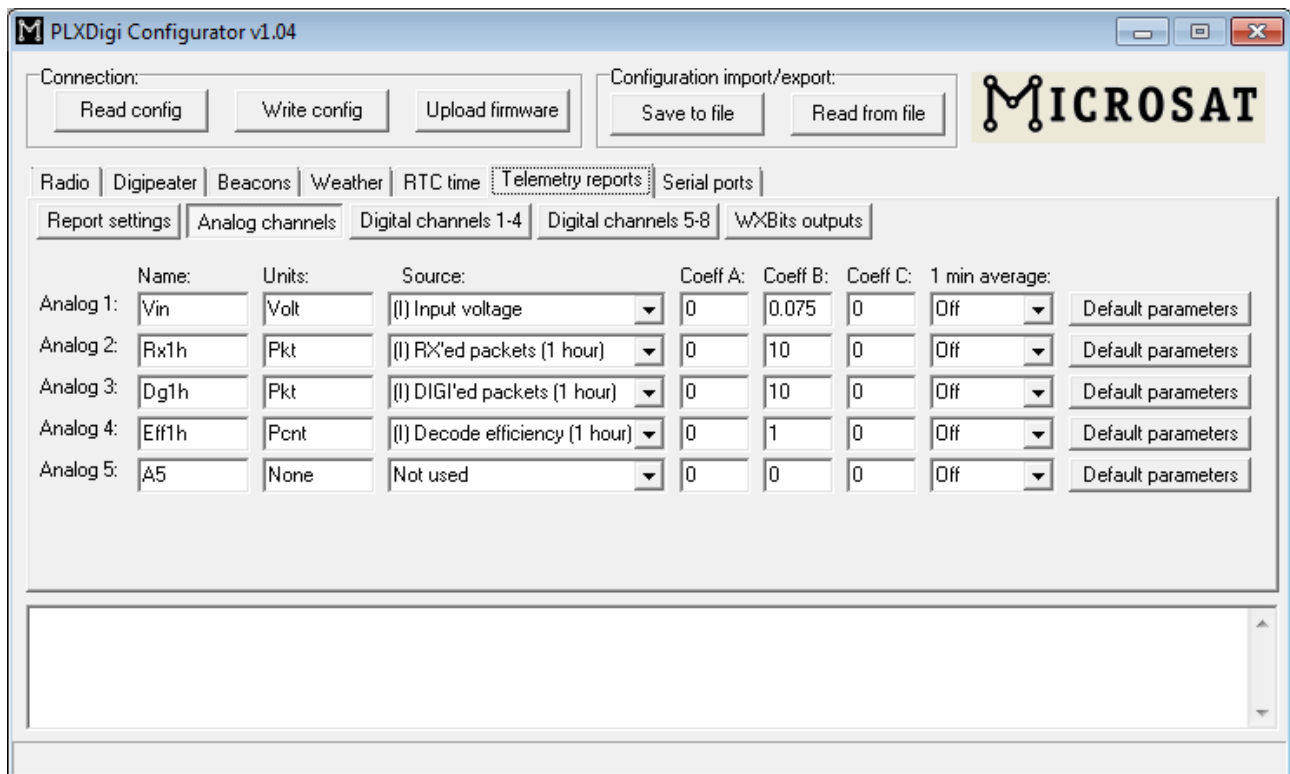 PLXDigi Configurator v1.04
Connection:
Configuration import/export:
Read config Write config Upload firmware Save to file Read from file
MICROSAT
Radio Digipeater Beacons Weather RTC time Telemetry reports Serial ports
Report settings Analog channels Digital channels 1-4 Digital channels 5-8 WXBits outputs
Name: Units: Source: Coeff A: Coeff B: Coeff C: 1 min average:
Analog 1: Vin Volt (I) Input voltage 0 0.075 0 Off Default parameters
Analog 2: Rx1h Pkt (I) RX'ed packets (1 hour) 0 10 0 Off Default parameters
Analog 3: Dg1h Pkt (I) DIGI'ed packets (1 hour) 0 10 0 Off Default parameters
Analog 4: Eff1h Pcnt (I) Decode efficiency (1 hour) 0 1 0 Off Default parameters
Analog 5: A5 None Not used 0 0 0 Off Default parameters